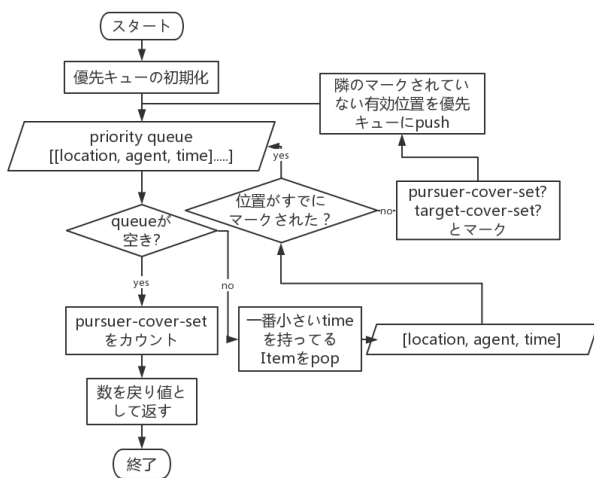 スタート
優先キューの初期化
隣のマークされてい
ない有効位置を優先
キューにpush
priority queue
[[location, agent, time].....]
yes
位置がすでに
マークされた？
no
pursuer-cover-set?
target-cover-set?
とマーク
queueが
空き?
yes
no
pursuer-cover-set
をカウント
一番小さいtime
を持ってる
Itemをpop
[location, agent, time]
数を戻り値と
して返す
終了